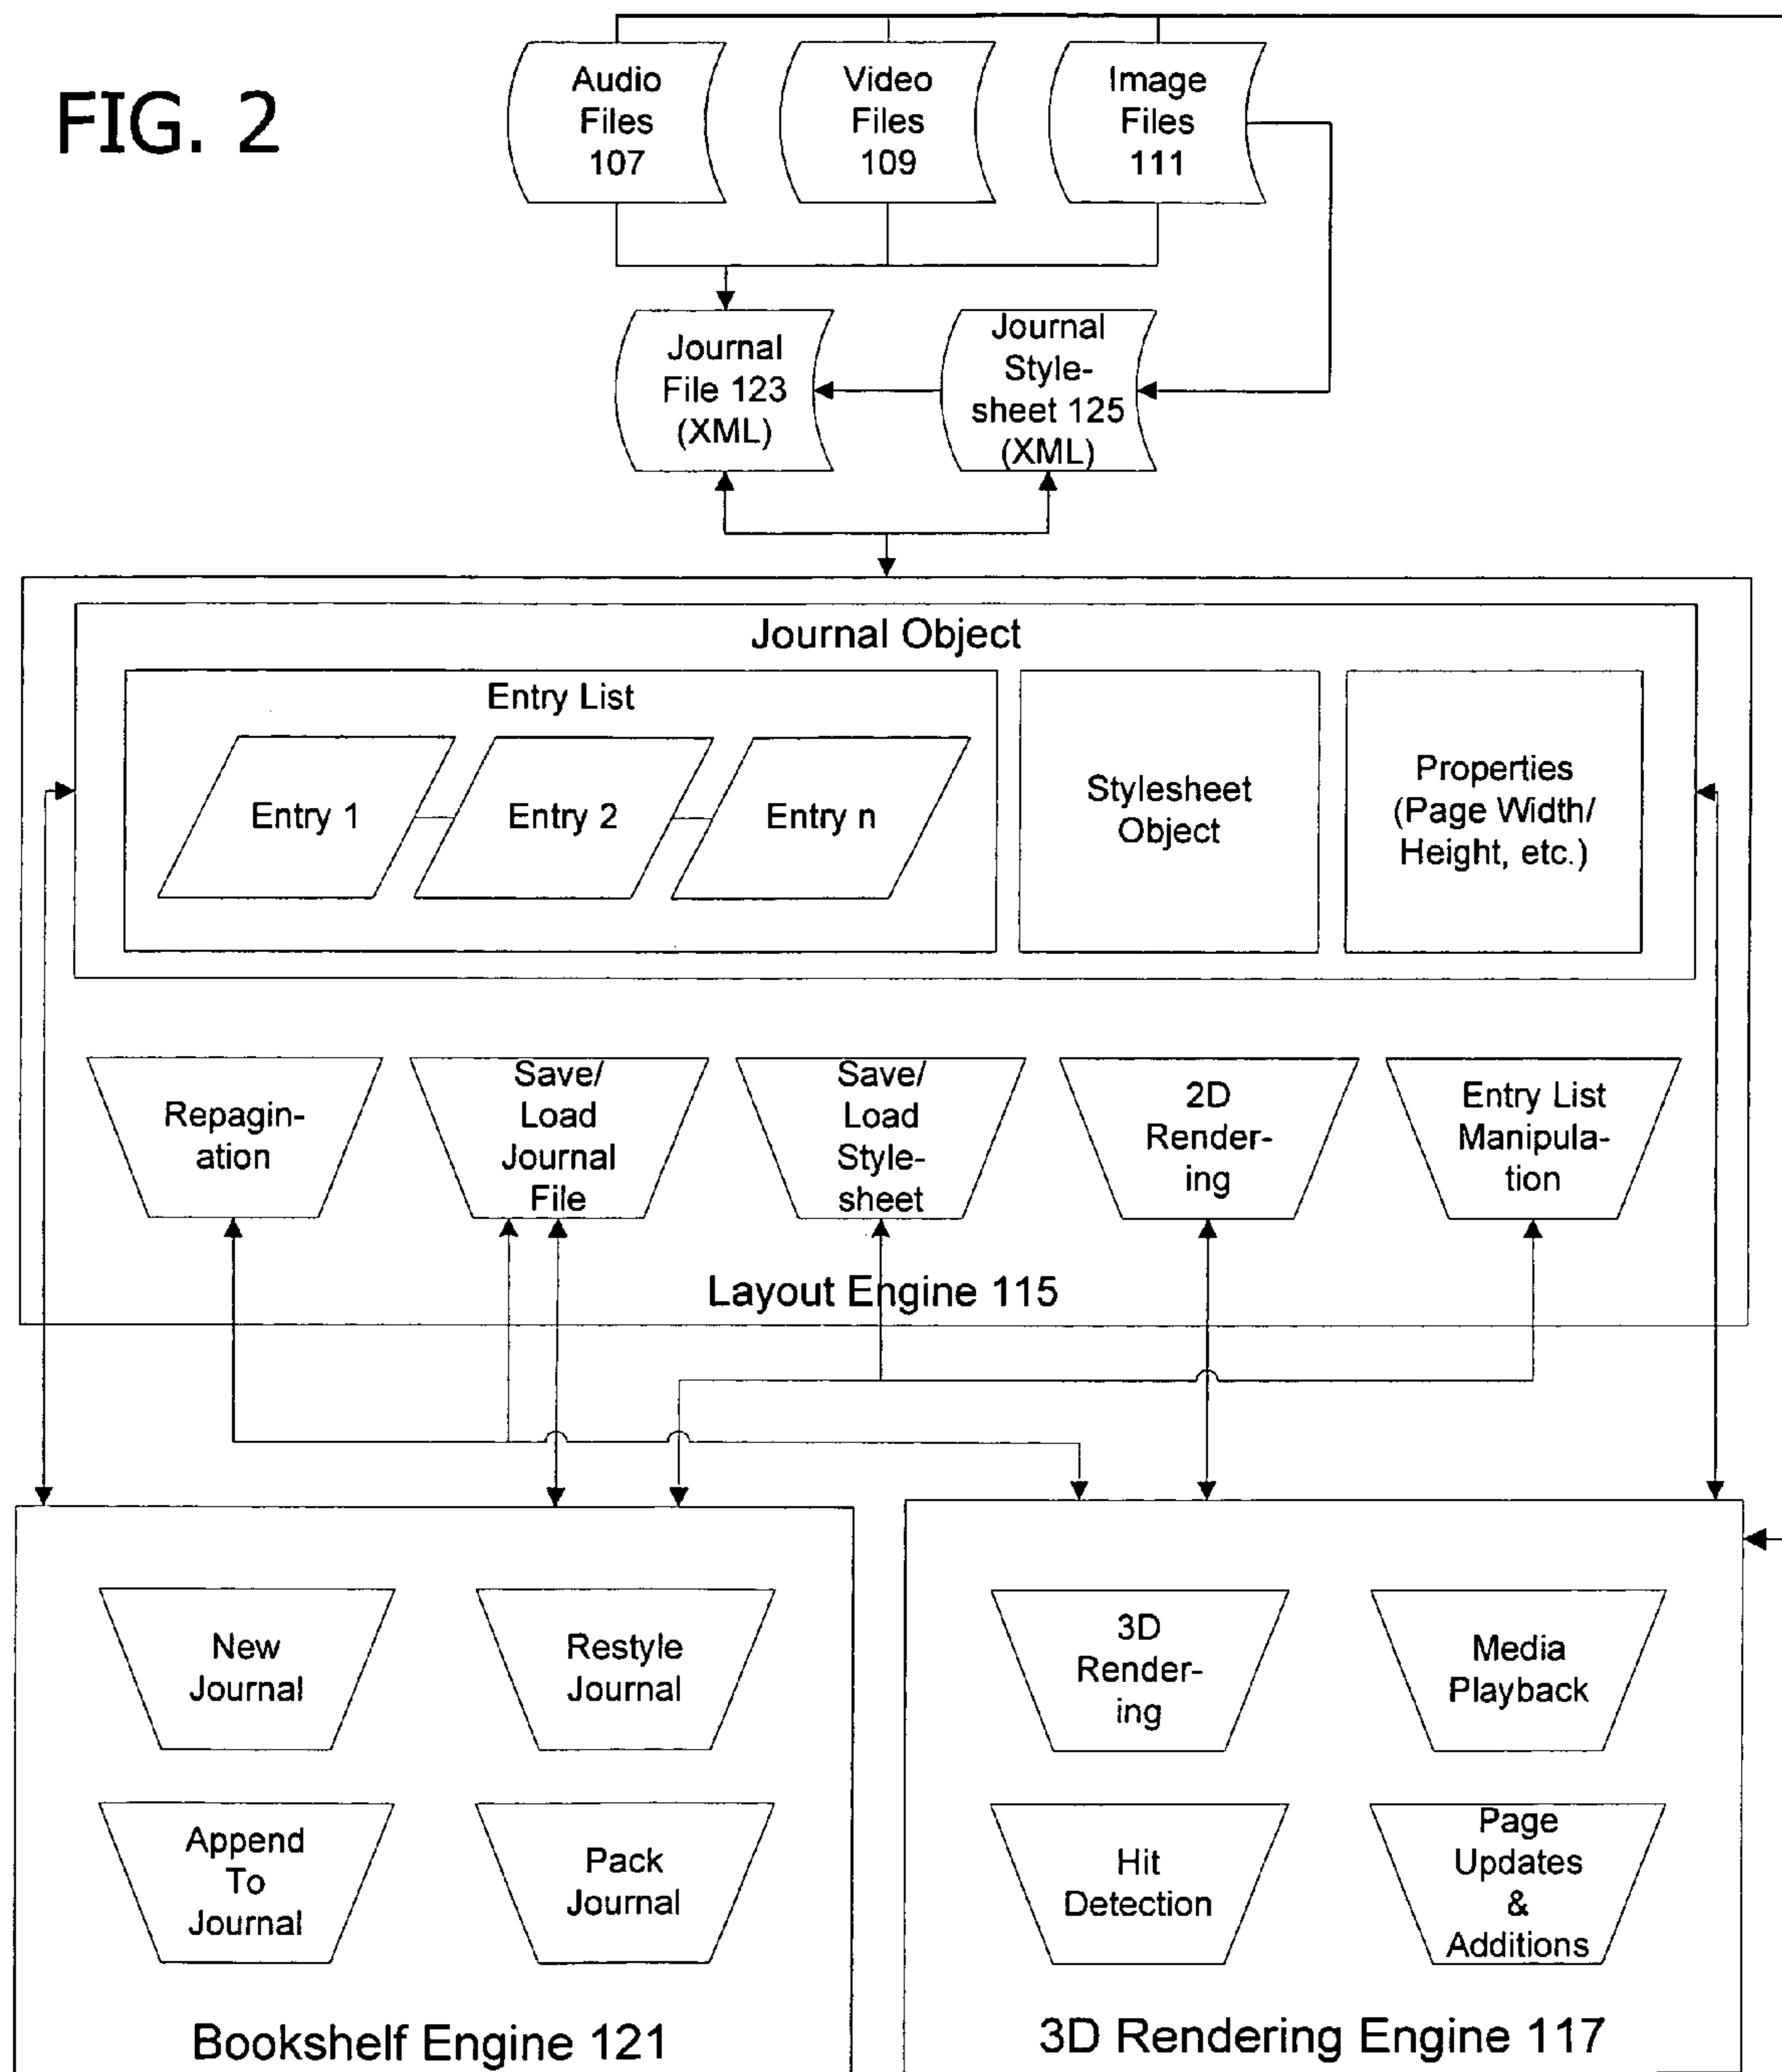 FIG. 2
Audio
Files
107
Video
Files
109
Image
Files
111
Journal
File 123
(XML)
Journal
Style-
sheet 125
(XML)
Journal Object
Entry List
Entry 1
Entry 2
Entry n
Stylesheet
Object
Properties
(Page Width/
Height, etc.)
Repagin-
ation
Save/
Load
Journal
File
Save/
Load
Style-
sheet
2D
Render-
ing
Entry List
Manipula-
tion
Layout Engine 115
New
Journal
Restyle
Journal
Append
To
Journal
Pack
Journal
Bookshelf Engine 121
3D
Render-
ing
Media
Playback
Hit
Detection
Page
Updates
&
Additions
3D Rendering Engine 117